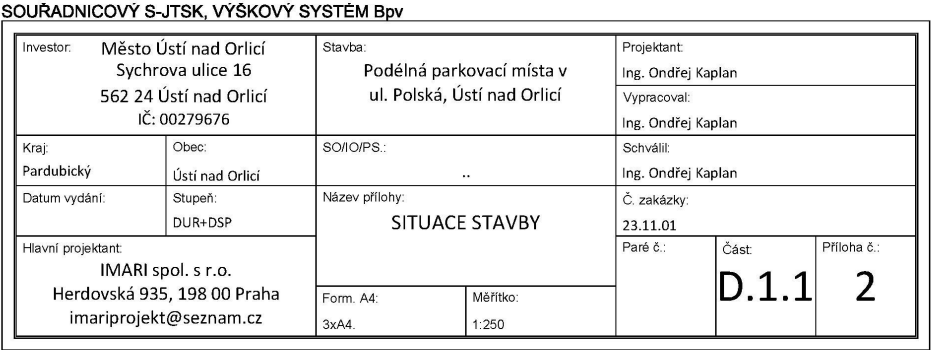 SOUŘADNICOVÝ S-JTSK, VÝŠKOVÝ SYSTÉM Bpv
Investor:
Město Ústí nad Orlicí
Sychrova ulice 16
562 24 Ústí nad Orlicí
IČ: 00279676
Stavba:
Podélná parkovací místa v
ul. Polská, Ústí nad Orlicí
Projektant:
Ing. Ondřej Kaplan
Vypracoval:
Ing. Ondřej Kaplan
Kraj:
Pardubický
Obec:
Ústí nad Orlicí
SO/IO/PS.:
..
Schválil:
Ing. Ondřej Kaplan
Datum vydání:
Stupeň:
DUR+DSP
Název přílohy:
SITUACE STAVBY
Č. zakázky:
23.11.01
Hlavní projektant:
IMARI spol. s r.o.
Herdovská 935, 198 00 Praha
imariprojekt@seznam.cz
Form. A4:
3xA4.
Měřítko:
1:250
Paré č.:
Část:
D.1.1
Příloha č.:
2